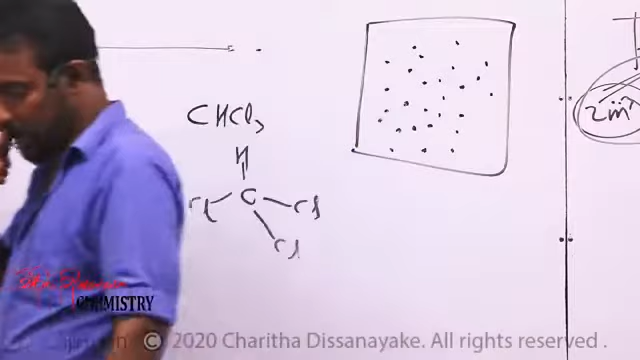 CHCl₃
H
Cl C Cl
Cl
2m
CHEMISTRY
© 2020 Charitha Dissanayake. All rights reserved .